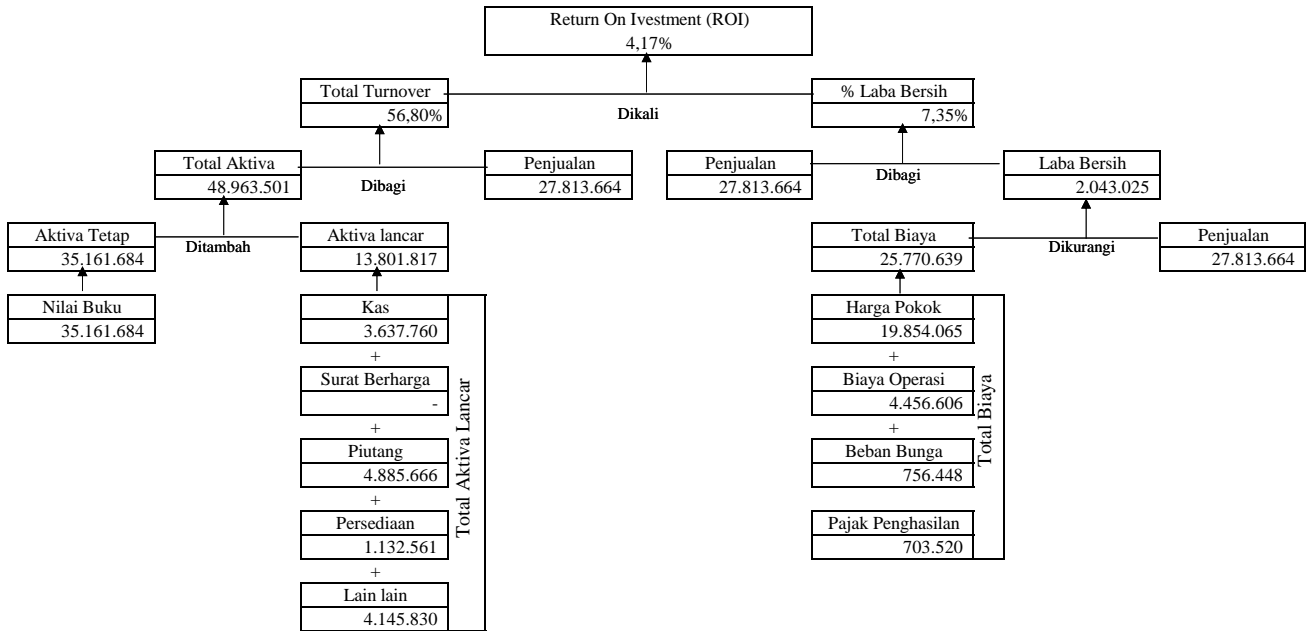 Return On Ivestment (ROI)
4,17%
Total Turnover
% Laba Bersih
56,80%
Dikali
7,35%
Total Aktiva
Penjualan
Penjualan
Laba Bersih
48.963.501
Dibagi
27.813.664
27.813.664
Dibagi
2.043.025
Aktiva Tetap
Ditambah
Aktiva lancar
Total Biaya
Dikurangi
Penjualan
35.161.684
13.801.817
25.770.639
27.813.664
Nilai Buku
Kas
Harga Pokok
35.161.684
3.637.760
19.854.065
+
+
Surat Berharga
Biaya Operasi
-
4.456.606
+
+
Piutang
Beban Bunga
4.885.666
756.448
+
Persediaan
Pajak Penghasilan
1.132.561
703.520
+
Lain lain
4.145.830
Total Aktiva Lancar
Total Biaya